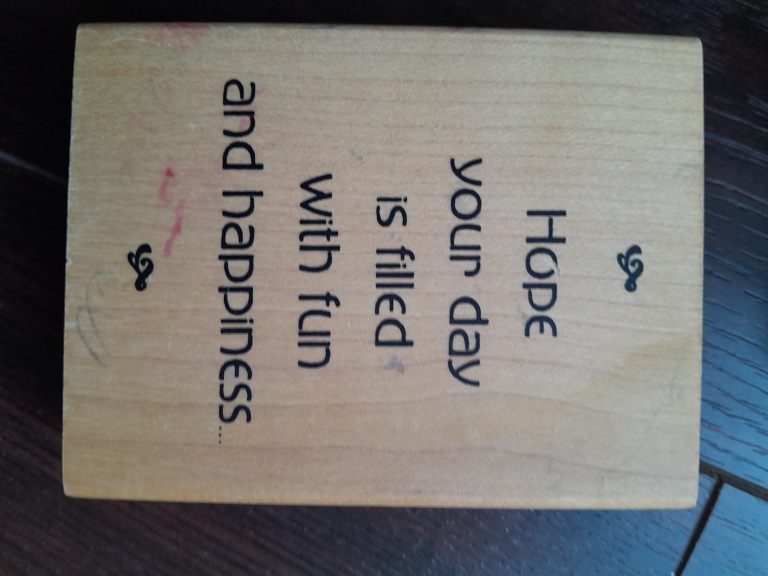 Hope
your day
is filled
with fun
and happiness....